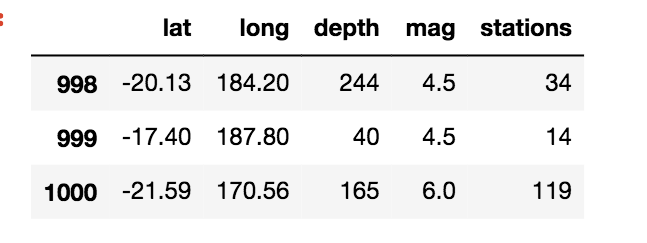 lat long depth mag stations
998 -20.13 184.20 244 4.5 34
999 -17.40 187.80 40 4.5 14
1000 -21.59 170.56 165 6.0 119